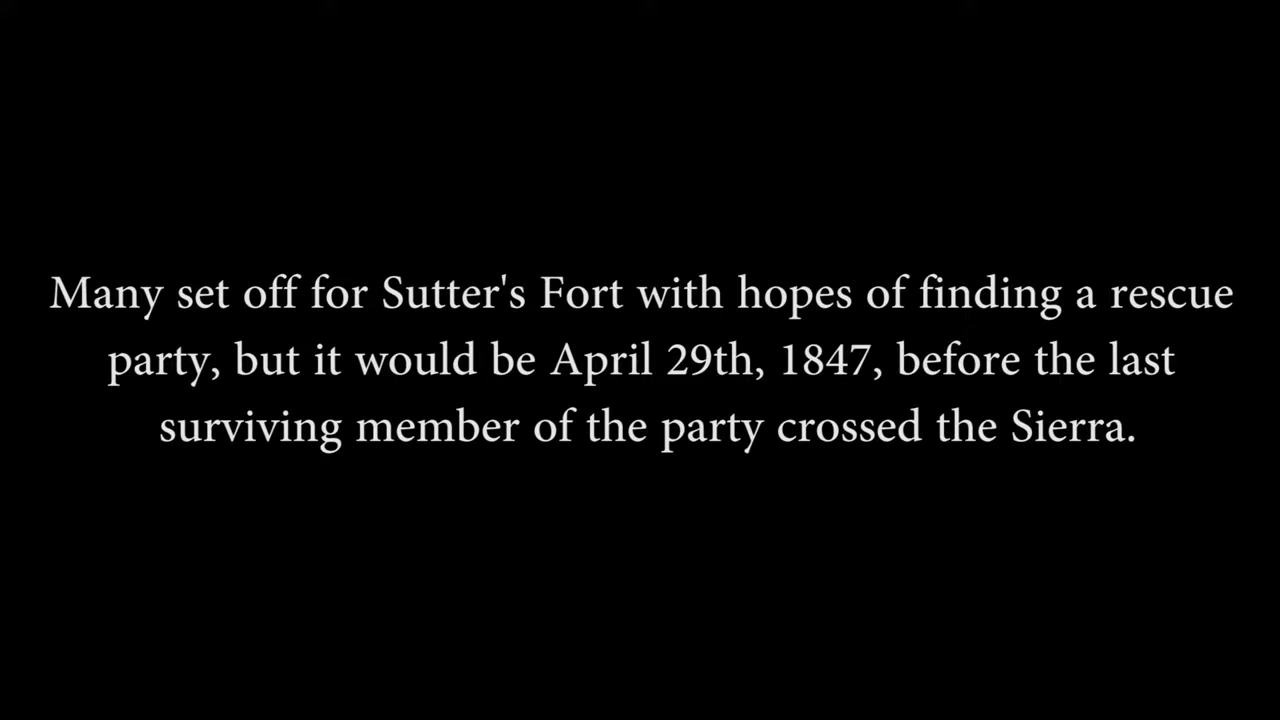 Many set off for Sutter's Fort with hopes of finding a rescue
party, but it would be April 29th, 1847, before the last
surviving member of the party crossed the Sierra.